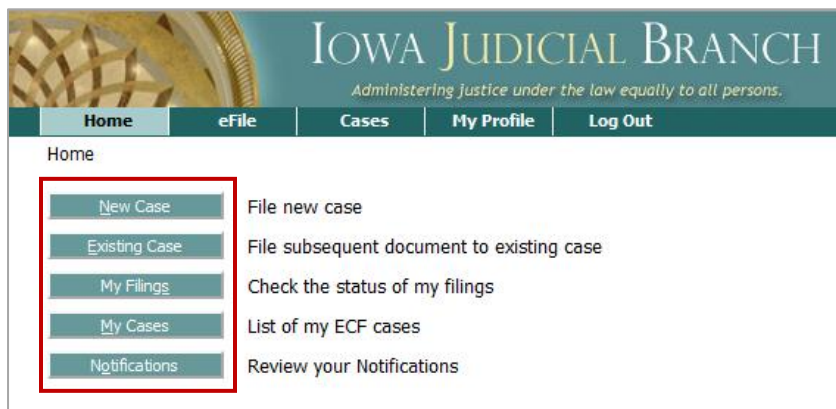 IOWA JUDICIAL BRANCH
Administering justice under the law equally to all persons.
Home eFile Cases My Profile Log Out
Home
New Case File new case
Existing Case File subsequent document to existing case
My Filings Check the status of my filings
My Cases List of my ECF cases
Notifications Review your Notifications